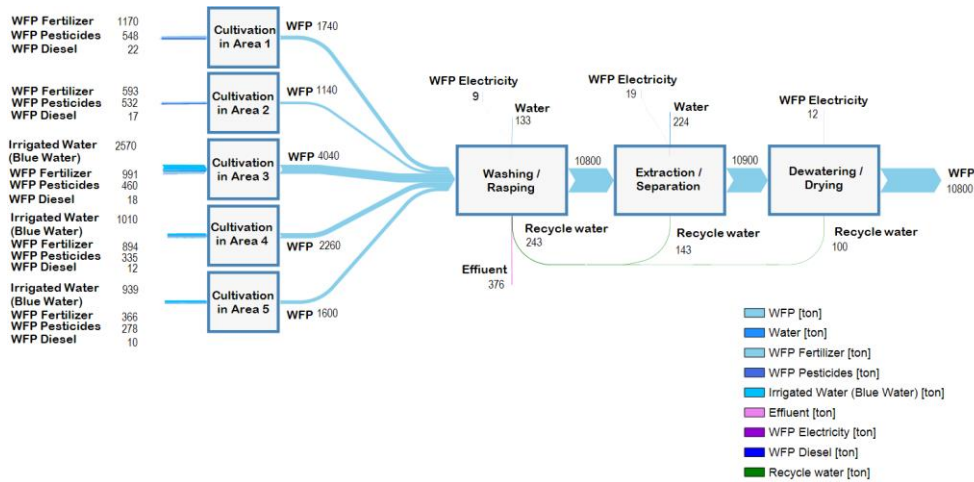 WFP Fertilizer 1170
WFP Pesticides 548
WFP Diesel 22
Cultivation
in Area 1
WFP 1740
WFP Fertilizer 593
WFP Pesticides 532
WFP Diesel 17
Cultivation
in Area 2
WFP 1140
Irrigated Water 2570
(Blue Water)
WFP Fertilizer 991
WFP Pesticides 460
WFP Diesel 18
Cultivation
in Area 3
WFP 4040
Irrigated Water 1010
(Blue Water)
WFP Fertilizer 894
WFP Pesticides 335
WFP Diesel 12
Cultivation
in Area 4
WFP 2260
Irrigated Water 939
(Blue Water)
WFP Fertilizer 366
WFP Pesticides 278
WFP Diesel 10
Cultivation
in Area 5
WFP 1600
WFP Electricity
9
Water
133
Washing /
Rasping
10800
WFP Electricity
19
Water
224
Extraction /
Separation
10900
WFP Electricity
12
Dewatering /
Drying
WFP
10800
Recycle water
243
Recycle water
143
Recycle water
100
Effiuent
376
WFP [ton]
Water [ton]
WFP Fertilizer [ton]
WFP Pesticides [ton]
Irrigated Water (Blue Water) [ton]
Effiuent [ton]
WFP Electricity [ton]
WFP Diesel [ton]
Recycle water [ton]